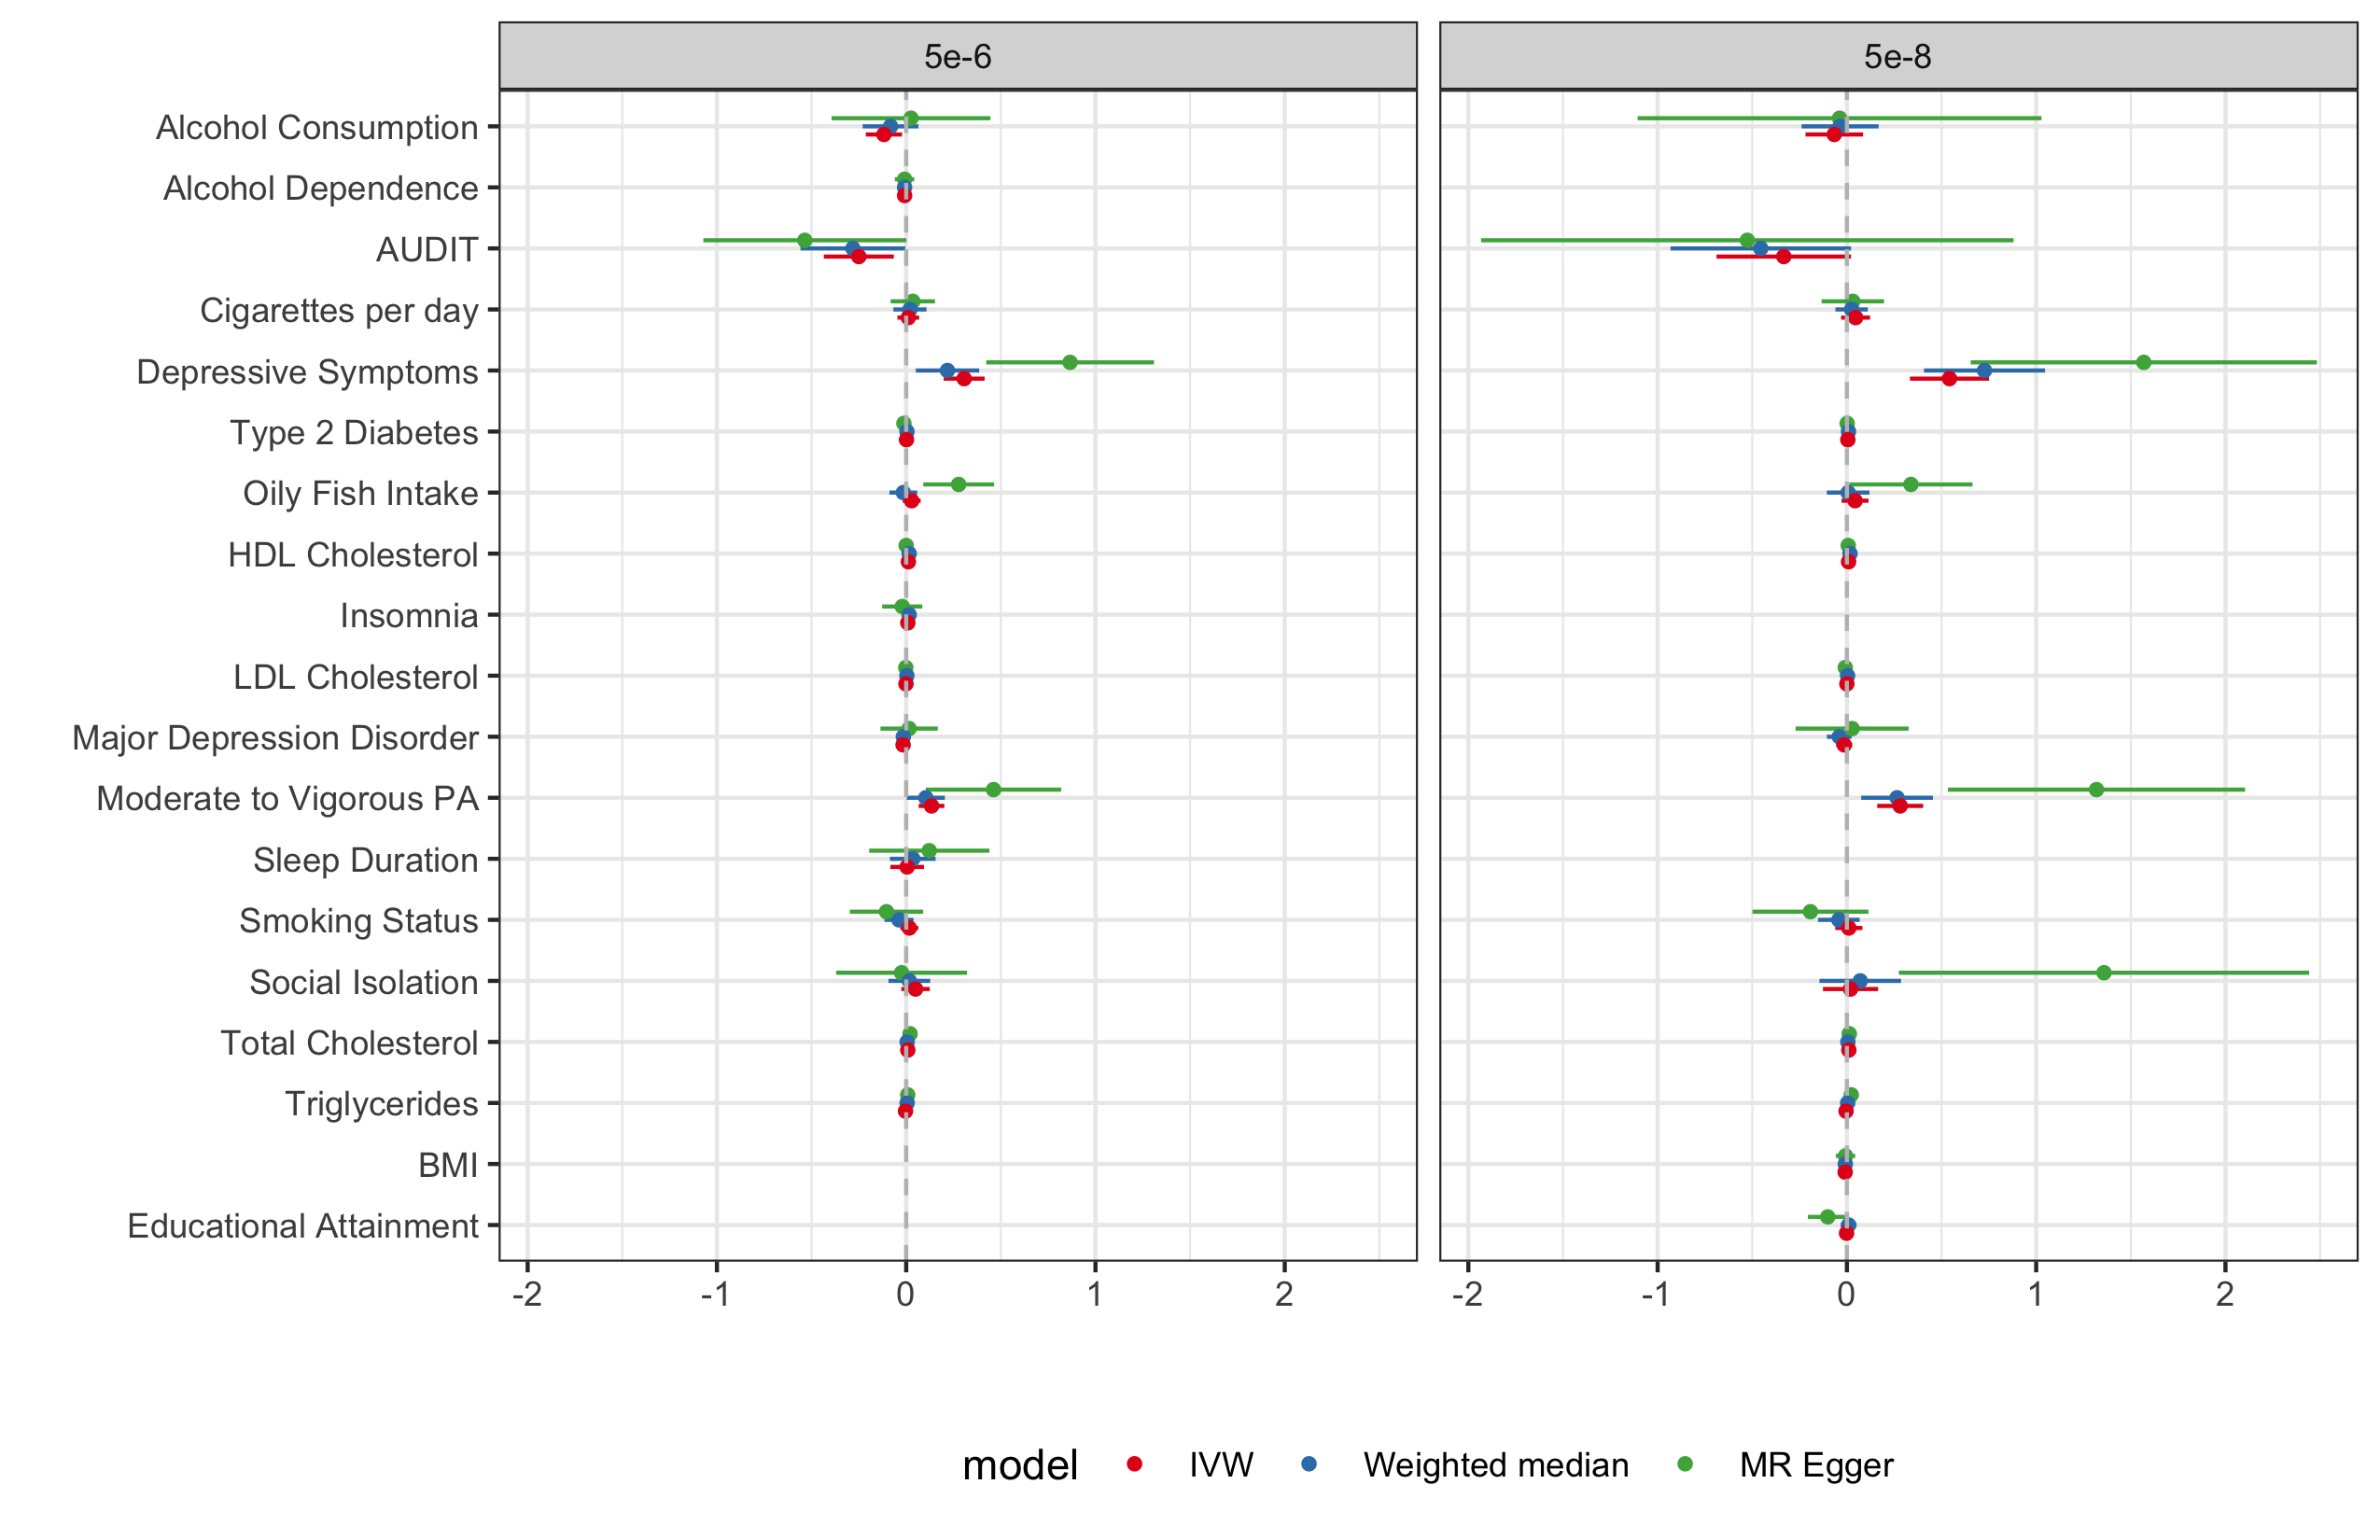 5e-6 5e-8
Alcohol Consumption
Alcohol Dependence
AUDIT
Cigarettes per day
Depressive Symptoms
Type 2 Diabetes
Oily Fish Intake
HDL Cholesterol
Insomnia
LDL Cholesterol
Major Depression Disorder
Moderate to Vigorous PA
Sleep Duration
Smoking Status
Social Isolation
Total Cholesterol
Triglycerides
BMI
Educational Attainment
-2 -1 0 1 2 -2 -1 0 1 2
model IVW Weighted median MR Egger